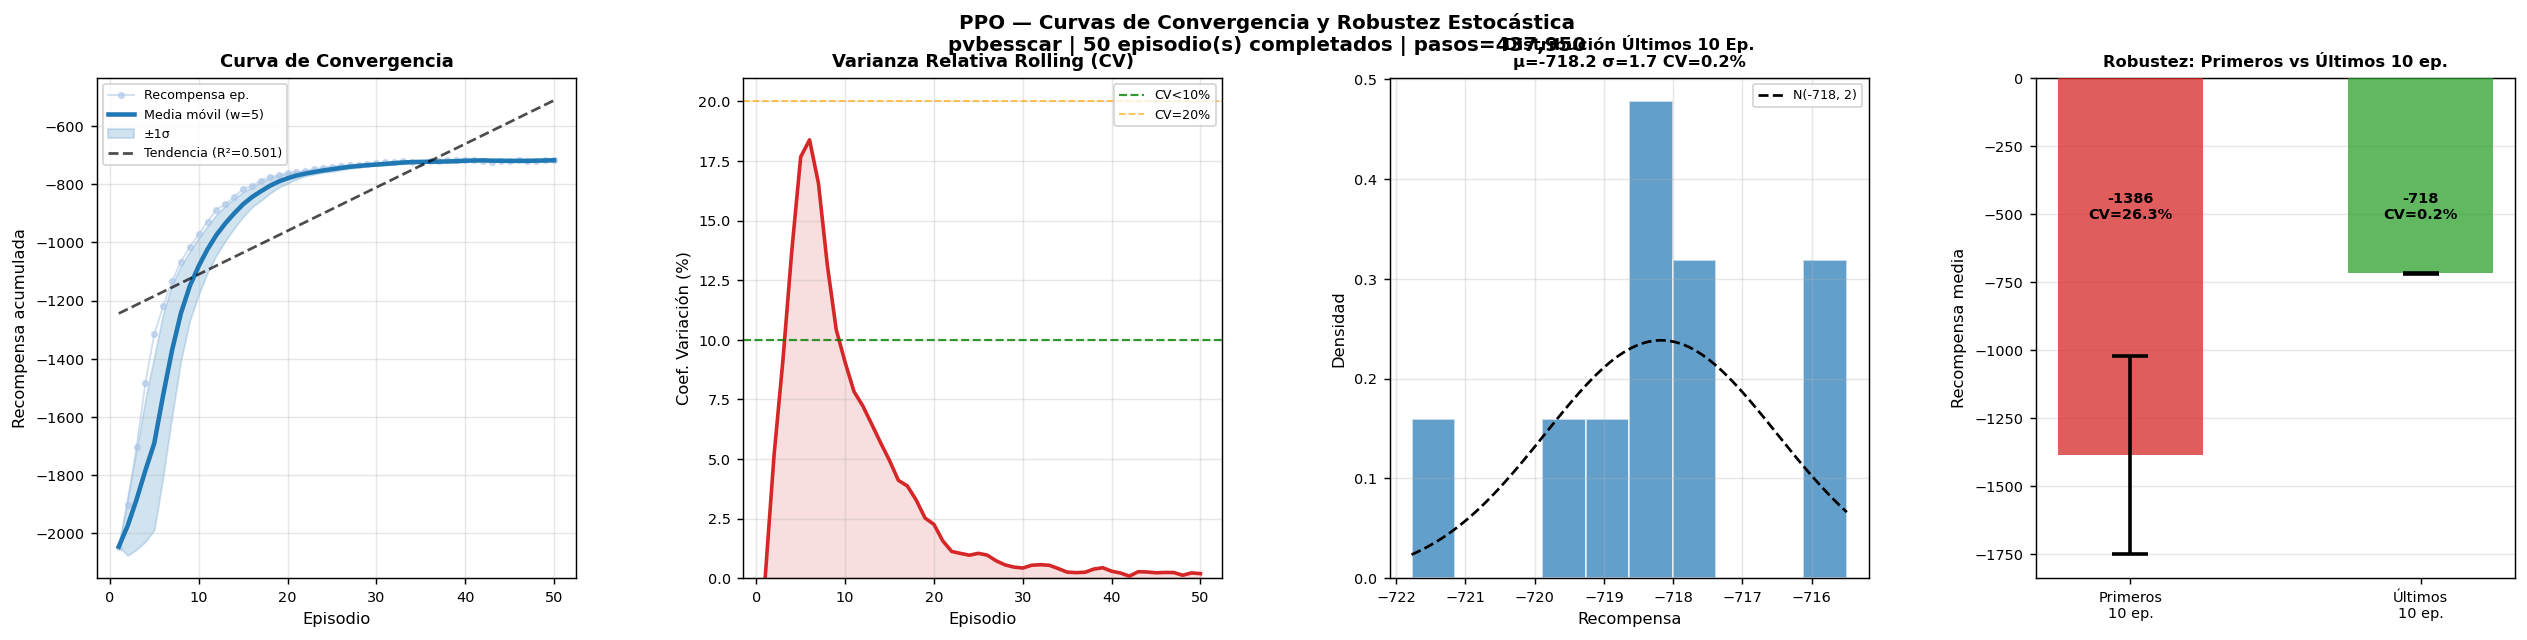 PPO — Curvas de Convergencia y Robustez Estocástica
pvbesscar | 50 episodio(s) completados | pasos=437,950
Curva de Convergencia
Recompensa ep.
Media móvil (w=5)
±1σ
Tendencia (R²=0.501)
−600
−800
−1000
−1200
−1400
−1600
−1800
−2000
Recompensa acumulada
0
10
20
30
40
50
Episodio
Varianza Relativa Rolling (CV)
CV<10%
CV=20%
20.0
17.5
15.0
12.5
10.0
7.5
5.0
2.5
0.0
Coef. Variación (%)
0
10
20
30
40
50
Episodio
Distribución Últimos 10 Ep.
μ=-718.2 σ=1.7 CV=0.2%
N(-718, 2)
0.5
0.4
0.3
0.2
0.1
0.0
Densidad
−722
−721
−720
−719
−718
−717
−716
Recompensa
Robustez: Primeros vs Últimos 10 ep.
0
−250
−500
−750
−1000
−1250
−1500
−1750
Recompensa media
-1386
CV=26.3%
-718
CV=0.2%
Primeros
10 ep.
Últimos
10 ep.